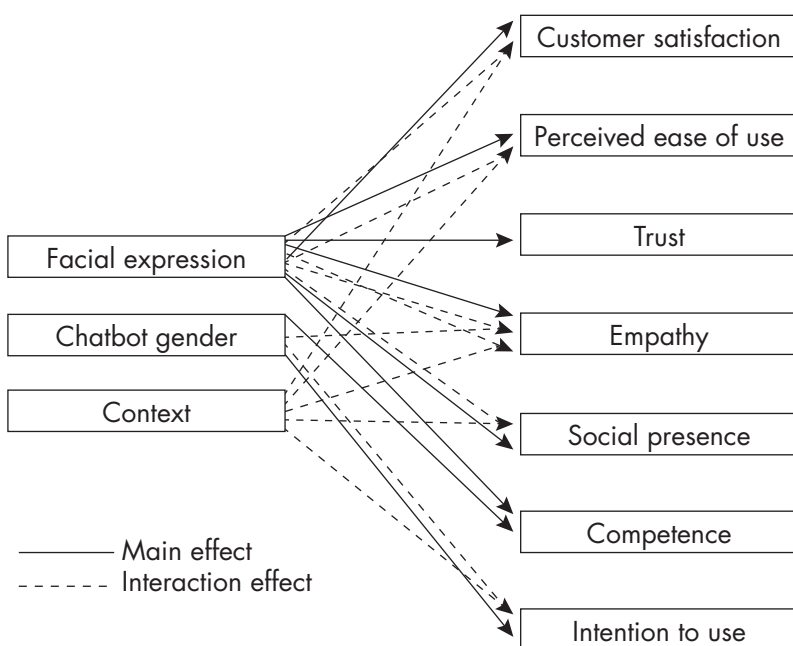 Customer satisfaction
Perceived ease of use
Trust
Facial expression
Empathy
Chatbot gender
Context
Social presence
Competence
Main effect
Interaction effect
Intention to use